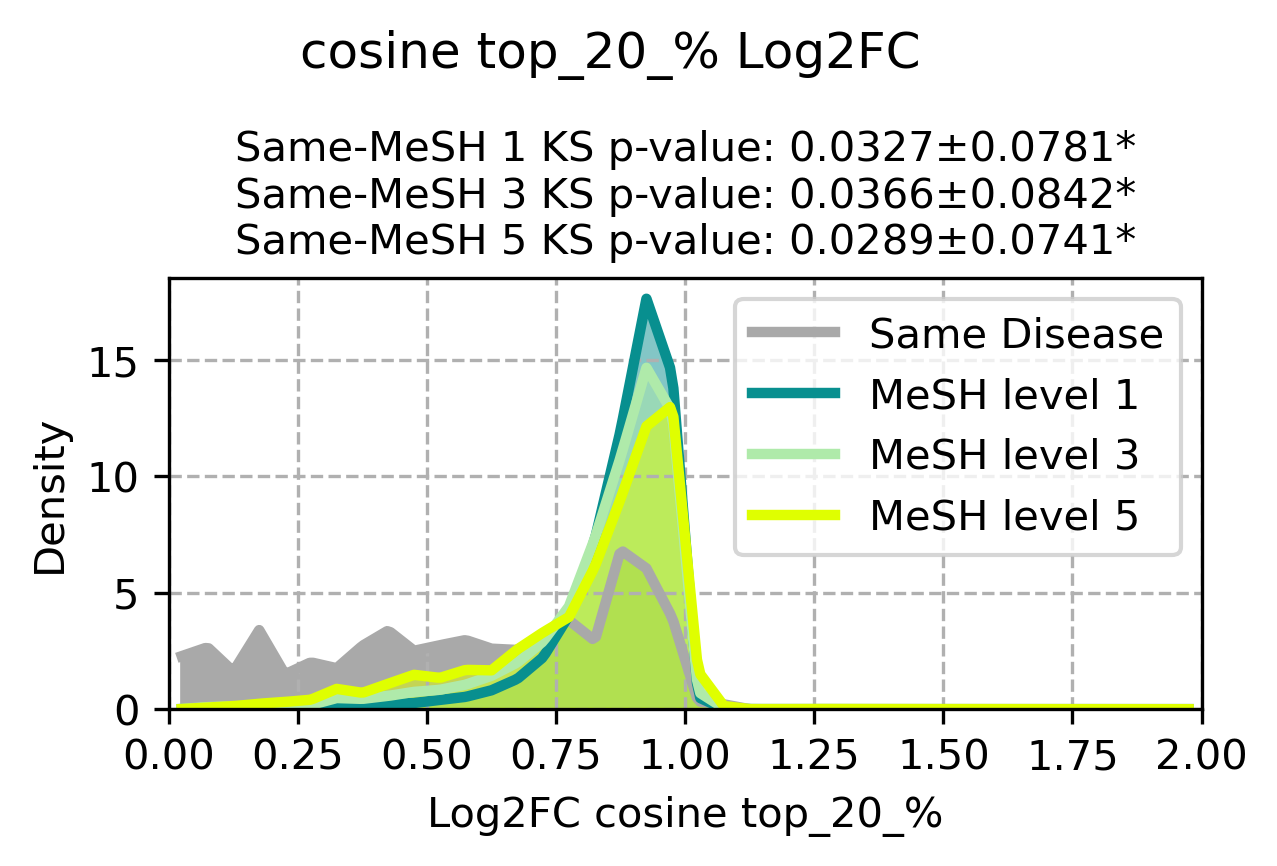 cosine top_20_% Log2FC
Same-MeSH 1 KS p-value: 0.0327±0.0781*
Same-MeSH 3 KS p-value: 0.0366±0.0842*
Same-MeSH 5 KS p-value: 0.0289±0.0741*
Same Disease
MeSH level 1
MeSH level 3
MeSH level 5
Density
15
10
5
0
0.00 0.25 0.50 0.75 1.00 1.25 1.50 1.75 2.00
Log2FC cosine top_20_%